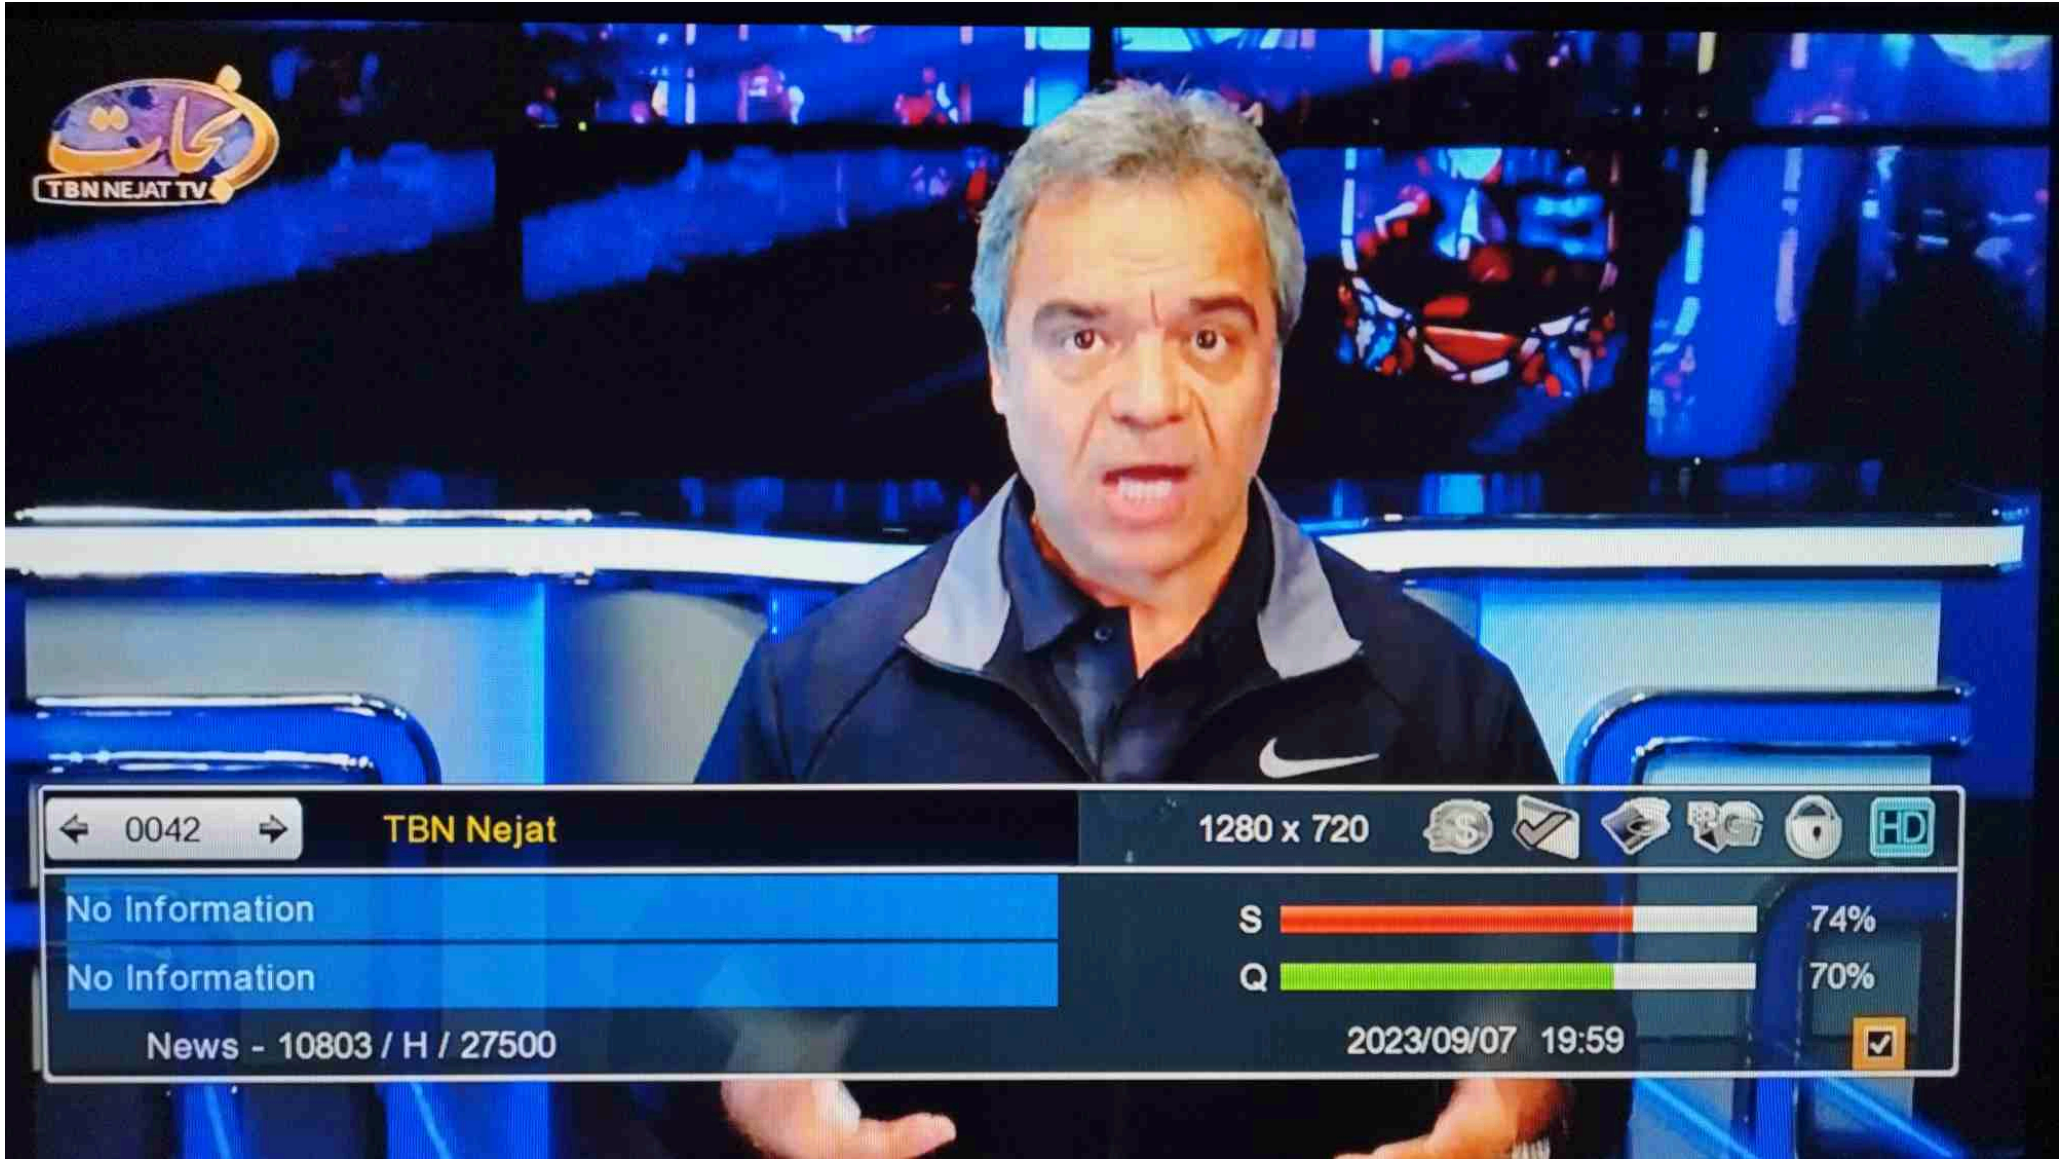 نجات
TBN NEJAT TV
0042
TBN Nejat
1280 x 720
HD
No Information
S
74%
No Information
Q
70%
News - 10803 / H / 27500
2023/09/07 19:59